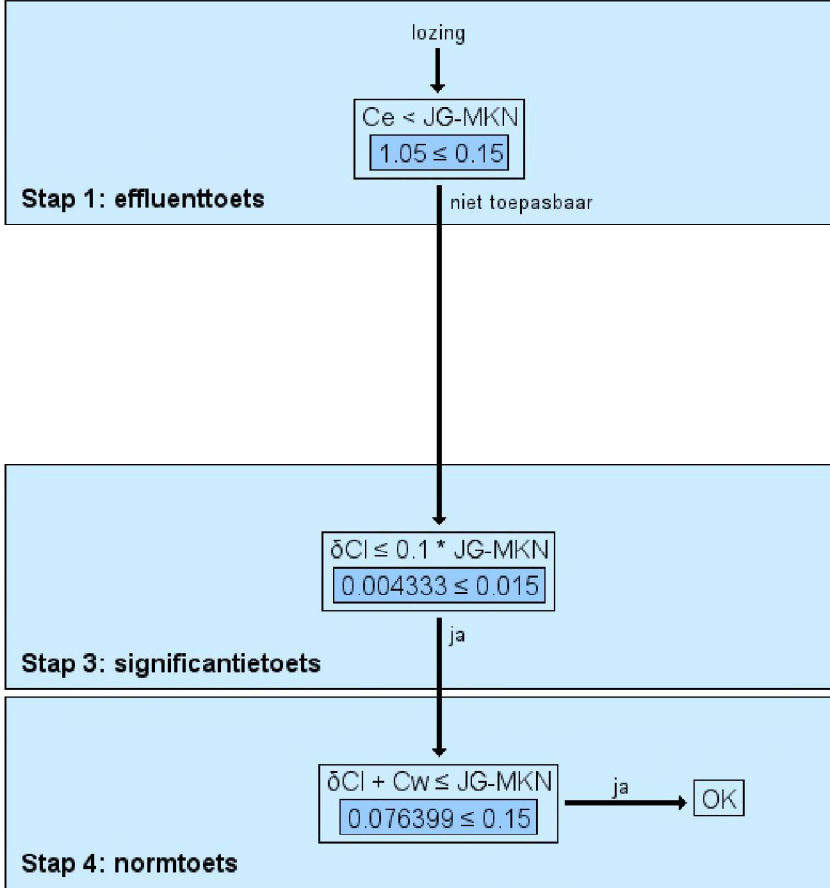 lozing
Ce < JG-MKN
1.05 ≤ 0.15
Stap 1: effluenttoets
niet toepasbaar
δCl ≤ 0.1 * JG-MKN
0.004333 ≤ 0.015
ja
Stap 3: significantietoets
δCl + Cw ≤ JG-MKN
0.076399 ≤ 0.15
ja
OK
Stap 4: normtoets